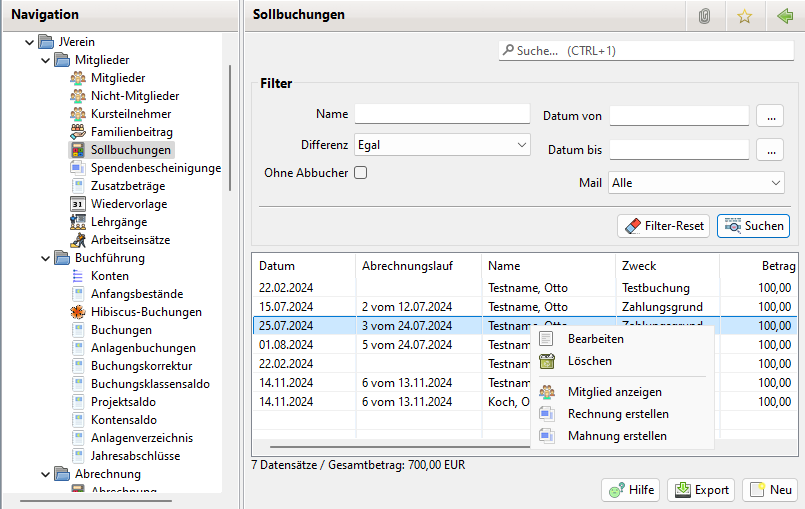 Navigation
JVerein
Mitglieder
Mitglieder
Nicht-Mitglieder
Kursteilnehmer
Familienbeitrag
Sollbuchungen
Spendenbescheinigunge
Zusatzbeträge
31 Wiedervorlage
Lehrgänge
Arbeitseinsätze
Buchführung
Konten
Anfangsbestände
Hibiscus-Buchungen
Buchungen
Anlagenbuchungen
Buchungskorrektur
Buchungsklassensaldo
Projektsaldo
Kontensaldo
Anlagenverzeichnis
Jahresabschlüsse
Abrechnung
Abrechnung
Sollbuchungen
Suche... (CTRL+1)
Filter
Name Datum von ...
Differenz Egal Datum bis ...
Ohne Abbucher Mail Alle
Filter-Reset Suchen
Datum Abrechnungslauf Name Zweck Betrag
22.02.2024 Testname, Otto Testbuchung 100,00
15.07.2024 2 vom 12.07.2024 Testname, Otto Zahlungsgrund 100,00
25.07.2024 3 vom 24.07.2024 Testname, Otto Zahlungsgrund 100,00
01.08.2024 5 vom 24.07.2024 Testnam 100,00
22.02.2024 Testnam 100,00
14.11.2024 6 vom 13.11.2024 Testnam 100,00
14.11.2024 6 vom 13.11.2024 Koch, O 100,00
Bearbeiten
Löschen
Mitglied anzeigen
Rechnung erstellen
Mahnung erstellen
7 Datensätze / Gesamtbetrag: 700,00 EUR
Hilfe Export Neu